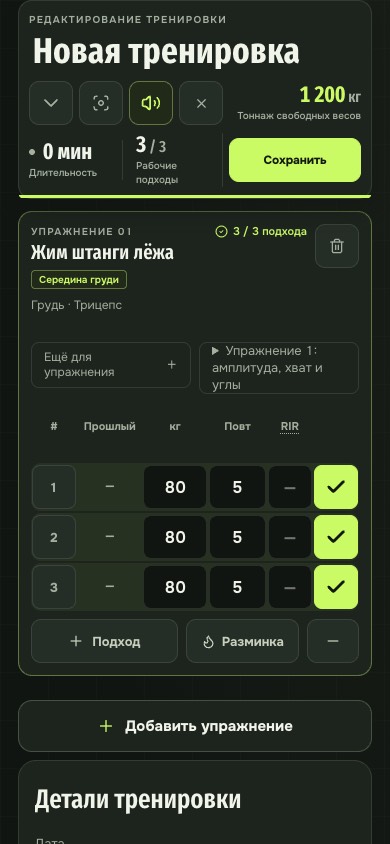 РЕДАКТИРОВАНИЕ ТРЕНИРОВКИ
Новая тренировка
1 200 кг
Тоннаж свободных весов
0 мин
Длительность
3 / 3
Рабочие
подходы
Сохранить
УПРАЖНЕНИЕ 01
3 / 3 подхода
Жим штанги лёжа
Середина груди
Грудь · Трицепс
Ещё для
упражнения
+
▶ Упражнение 1:
амплитуда, хват и
углы
# Прошлый кг Повт RIR
1 – 80 5 —
2 – 80 5 —
3 – 80 5 —
+ Подход
Разминка
—
+ Добавить упражнение
Детали тренировки
Дата